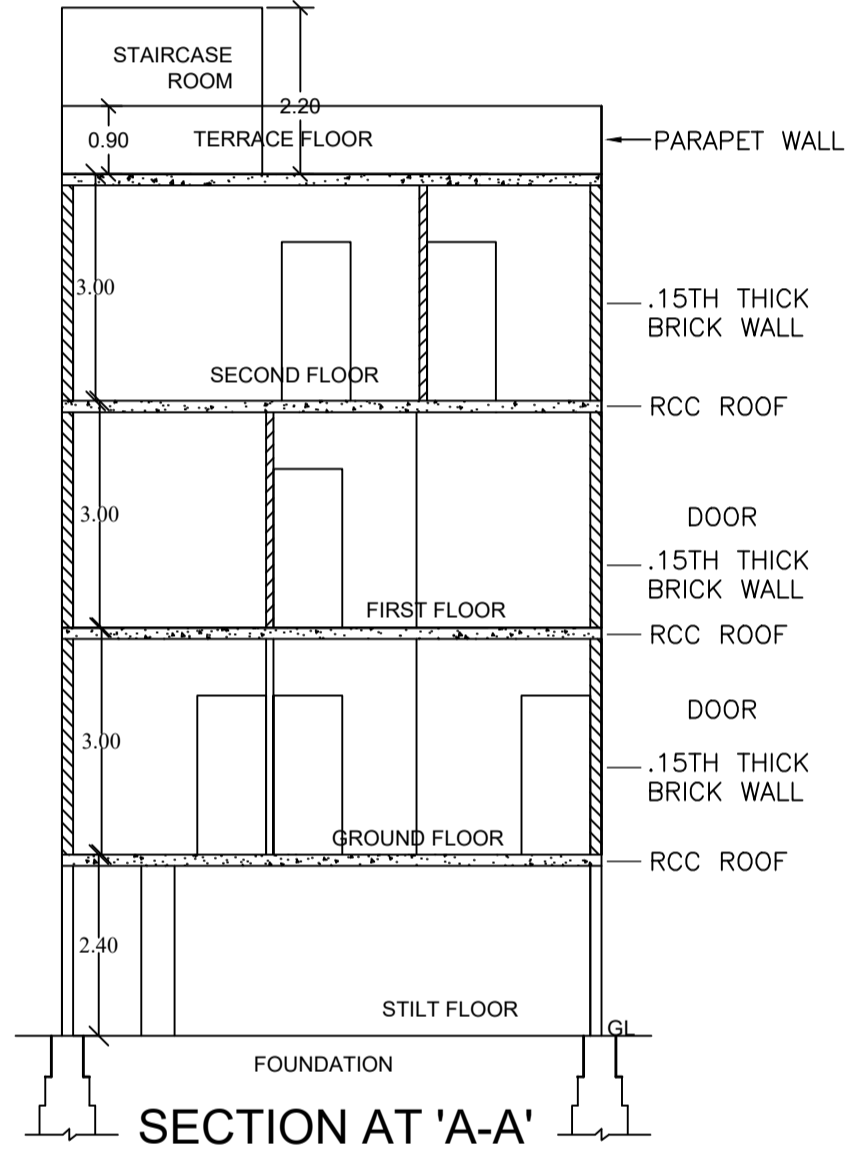 STAIRCASE
ROOM
2.20
0.90
TERRACE FLOOR
PARAPET WALL
3.00
.15TH THICK
BRICK WALL
SECOND FLOOR
RCC ROOF
3.00
DOOR
.15TH THICK
BRICK WALL
FIRST FLOOR
RCC ROOF
3.00
DOOR
.15TH THICK
BRICK WALL
GROUND FLOOR
RCC ROOF
2.40
STILT FLOOR
GL
FOUNDATION
SECTION AT 'A-A'